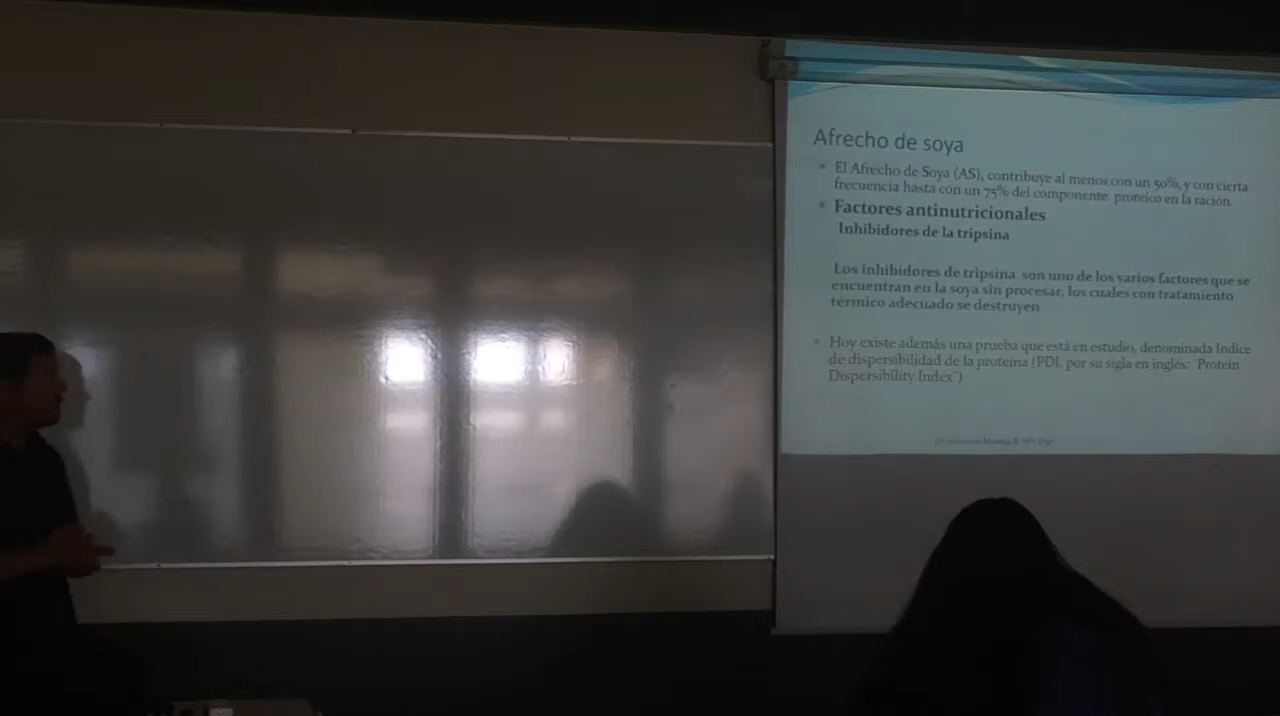 Afrecho de soya
El Afrecho de Soya (AS), contribuye al menos con un 50%, y con cierta
frecuencia hasta con un 75% del componente proteico en la ración.
Factores antinutricionales
Inhibidores de la tripsina
Los inhibidores de tripsina son uno de los varios factores que se
encuentran en la soya sin procesar, los cuales con tratamiento
térmico adecuado se destruyen
Hoy existe además una prueba que está en estudio, denominada Indice
de dispersibilidad de la proteina (PDI, por su sigla en inglés: "Protein
Dispersibility Index")